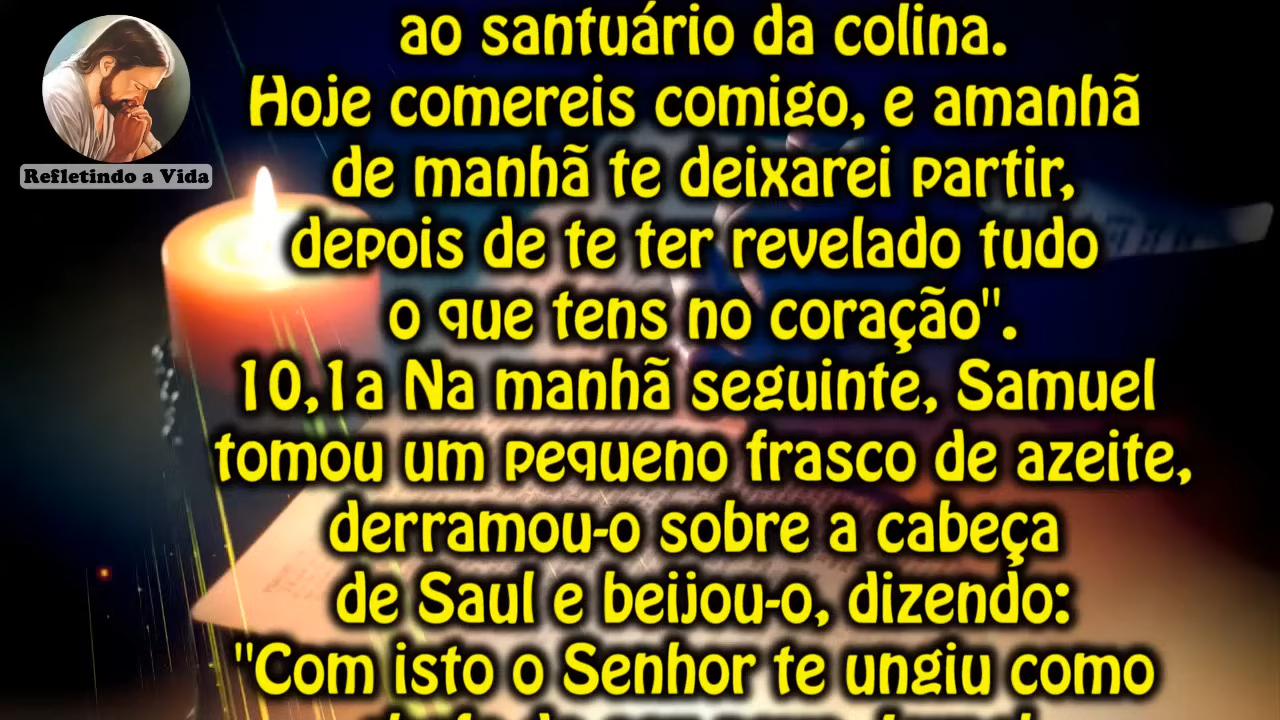 ao santuário da colina.
Hoje comereis comigo, e amanhã
de manhã te deixarei partir,
depois de te ter revelado tudo
o que tens no coração".
10,1a Na manhã seguinte, Samuel
tomou um pequeno frasco de azeite,
derramou-o sobre a cabeça
de Saul e beijou-o, dizendo:
"Com isto o Senhor te ungiu como
Refletindo a Vida